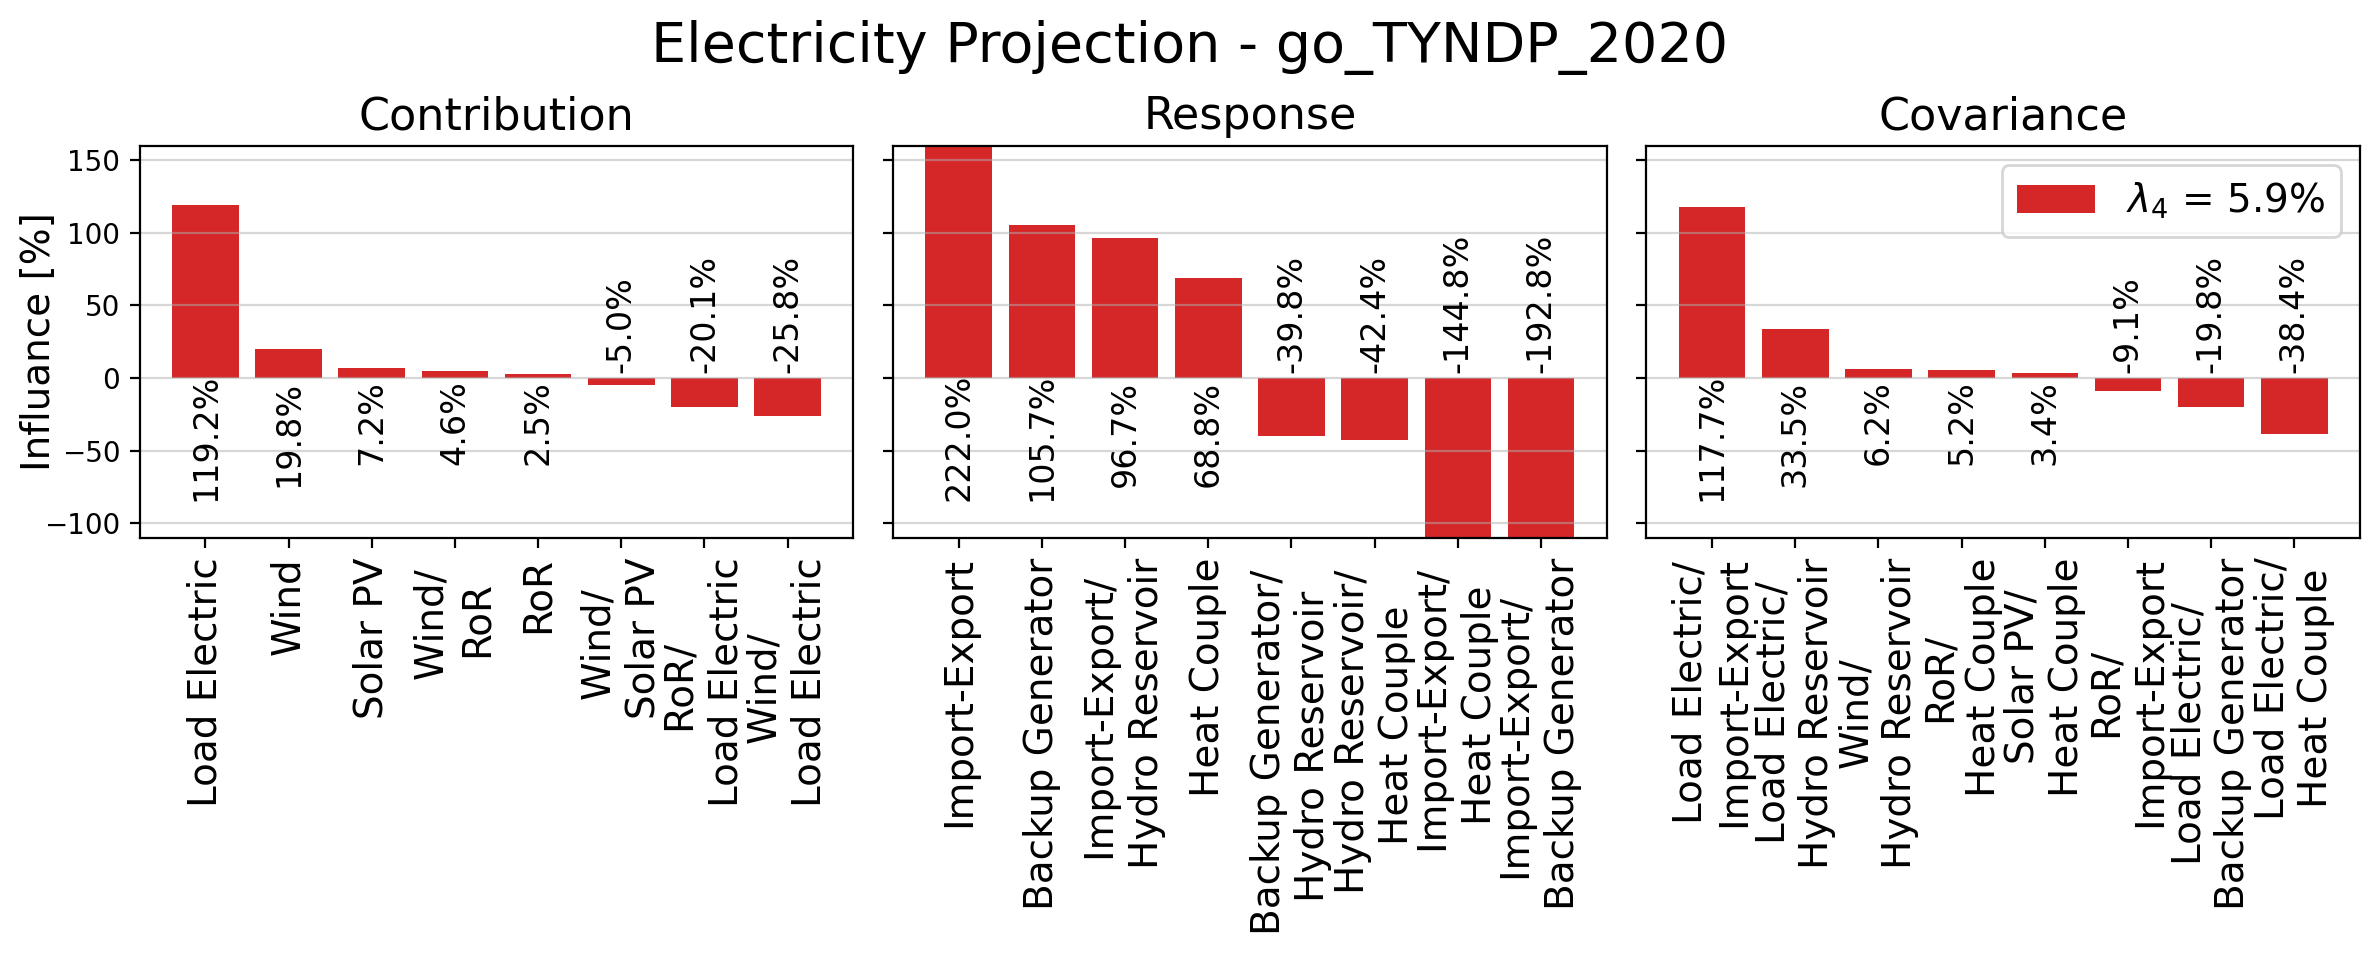 Electricity Projection - go_TYNDP_2020
Contribution
Influance [%]
150
100
50
0
−50
−100
119.2%
19.8%
7.2%
4.6%
2.5%
-5.0%
-20.1%
-25.8%
Load Electric
Wind
Solar PV
Wind/
RoR
RoR
Wind/
Solar PV
RoR/
Load Electric
Wind/
Load Electric
Response
222.0%
105.7%
96.7%
68.8%
-39.8%
-42.4%
-144.8%
-192.8%
Import-Export
Backup Generator
Import-Export/
Hydro Reservoir
Heat Couple
Backup Generator/
Hydro Reservoir
Hydro Reservoir/
Heat Couple
Import-Export/
Heat Couple
Import-Export/
Backup Generator
Covariance
λ₄ = 5.9%
117.7%
33.5%
6.2%
5.2%
3.4%
-9.1%
-19.8%
-38.4%
Load Electric/
Import-Export
Load Electric/
Hydro Reservoir
Wind/
Hydro Reservoir
RoR/
Heat Couple
Solar PV/
Heat Couple
RoR/
Import-Export
Load Electric/
Backup Generator
Load Electric/
Heat Couple